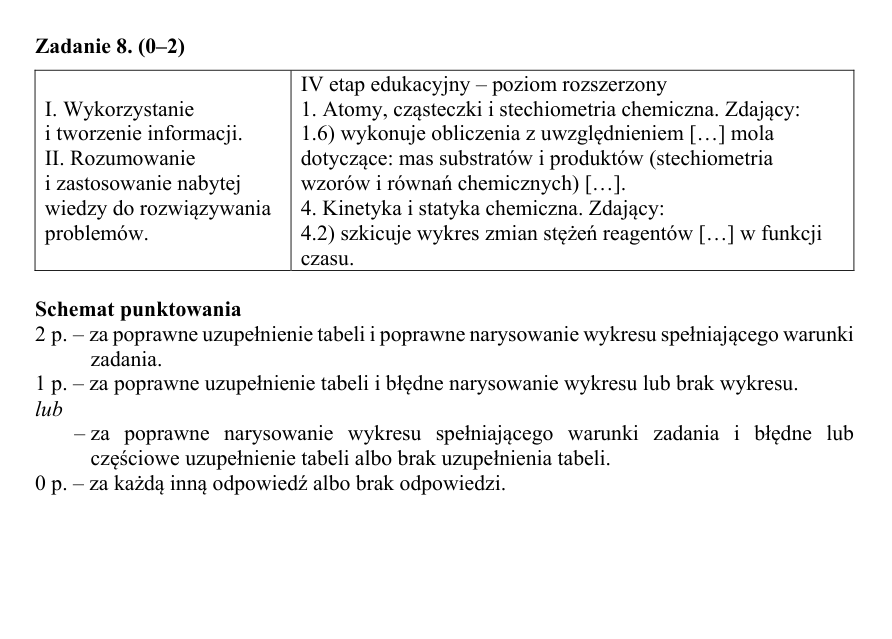 Zadanie 8. (0–2)
I. Wykorzystanie
i tworzenie informacji.
II. Rozumowanie
i zastosowanie nabytej
wiedzy do rozwiązywania
problemów.
IV etap edukacyjny – poziom rozszerzony
1. Atomy, cząsteczki i stechiometria chemiczna. Zdający:
1.6) wykonuje obliczenia z uwzględnieniem […] mola
dotyczące: mas substratów i produktów (stechiometria
wzorów i równań chemicznych) […].
4. Kinetyka i statyka chemiczna. Zdający:
4.2) szkicuje wykres zmian stężeń reagentów […] w funkcji
czasu.
Schemat punktowania
2 p. – za poprawne uzupełnienie tabeli i poprawne narysowanie wykresu spełniającego warunki
zadania.
1 p. – za poprawne uzupełnienie tabeli i błędne narysowanie wykresu lub brak wykresu.
lub
– za poprawne narysowanie wykresu spełniającego warunki zadania i błędne lub
częściowe uzupełnienie tabeli albo brak uzupełnienia tabeli.
0 p. – za każdą inną odpowiedź albo brak odpowiedzi.